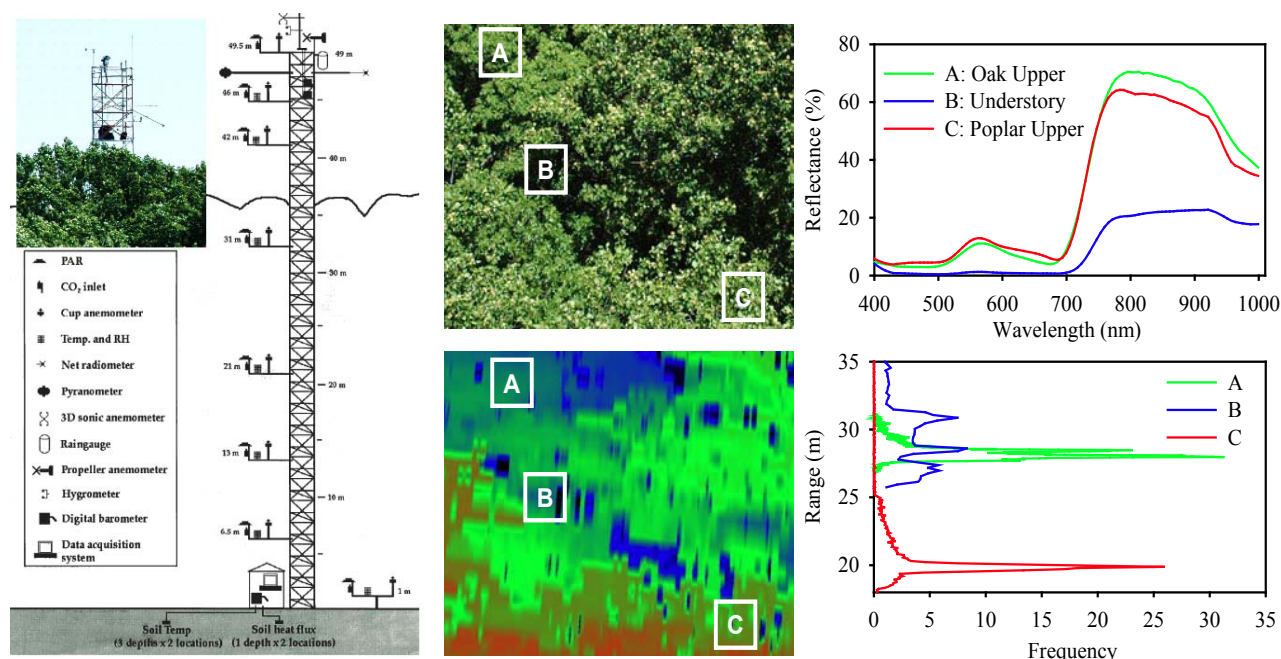 49.5 m
49 m
46 m
42 m
40 m
31 m
30 m
21 m
20 m
13 m
10 m
6.5 m
1 m
PAR
CO₂ inlet
Cup anemometer
Temp. and RH
Net radiometer
Pyranometer
3D sonic anemometer
Raingauge
Propeller anemometer
Hygrometer
Digital barometer
Data acquisition
system
Soil Temp
(3 depths x 2 locations)
Soil heat flux
(1 depth x 2 locations)
A
B
C
A
B
C
80
60
40
20
0
Reflectance (%)
A: Oak Upper
B: Understory
C: Poplar Upper
400 500 600 700 800 900 1000
Wavelength (nm)
35
30
25
20
Range (m)
A
B
C
0 5 10 15 20 25 30 35
Frequency